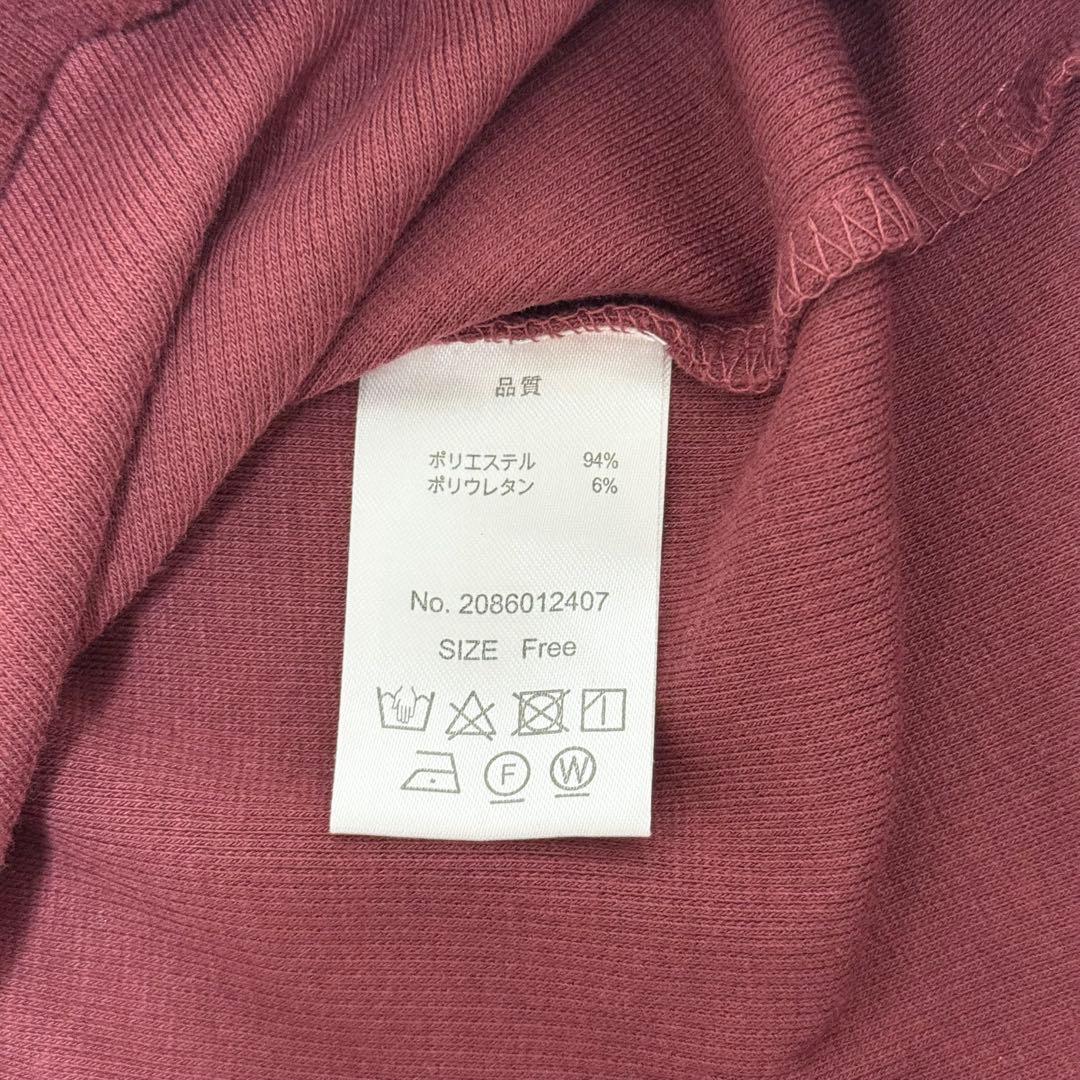 品質
ポリエステル 94%
ポリウレタン 6%
No. 2086012407
SIZE Free
F W